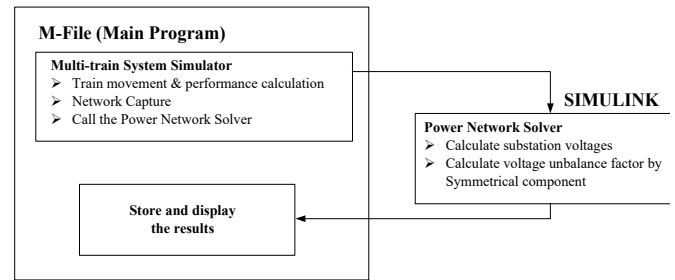 M-File (Main Program)
Multi-train System Simulator
➢ Train movement & performance calculation
➢ Network Capture
➢ Call the Power Network Solver
SIMULINK
Power Network Solver
➢ Calculate substation voltages
➢ Calculate voltage unbalance factor by
Symmetrical component
Store and display
the results